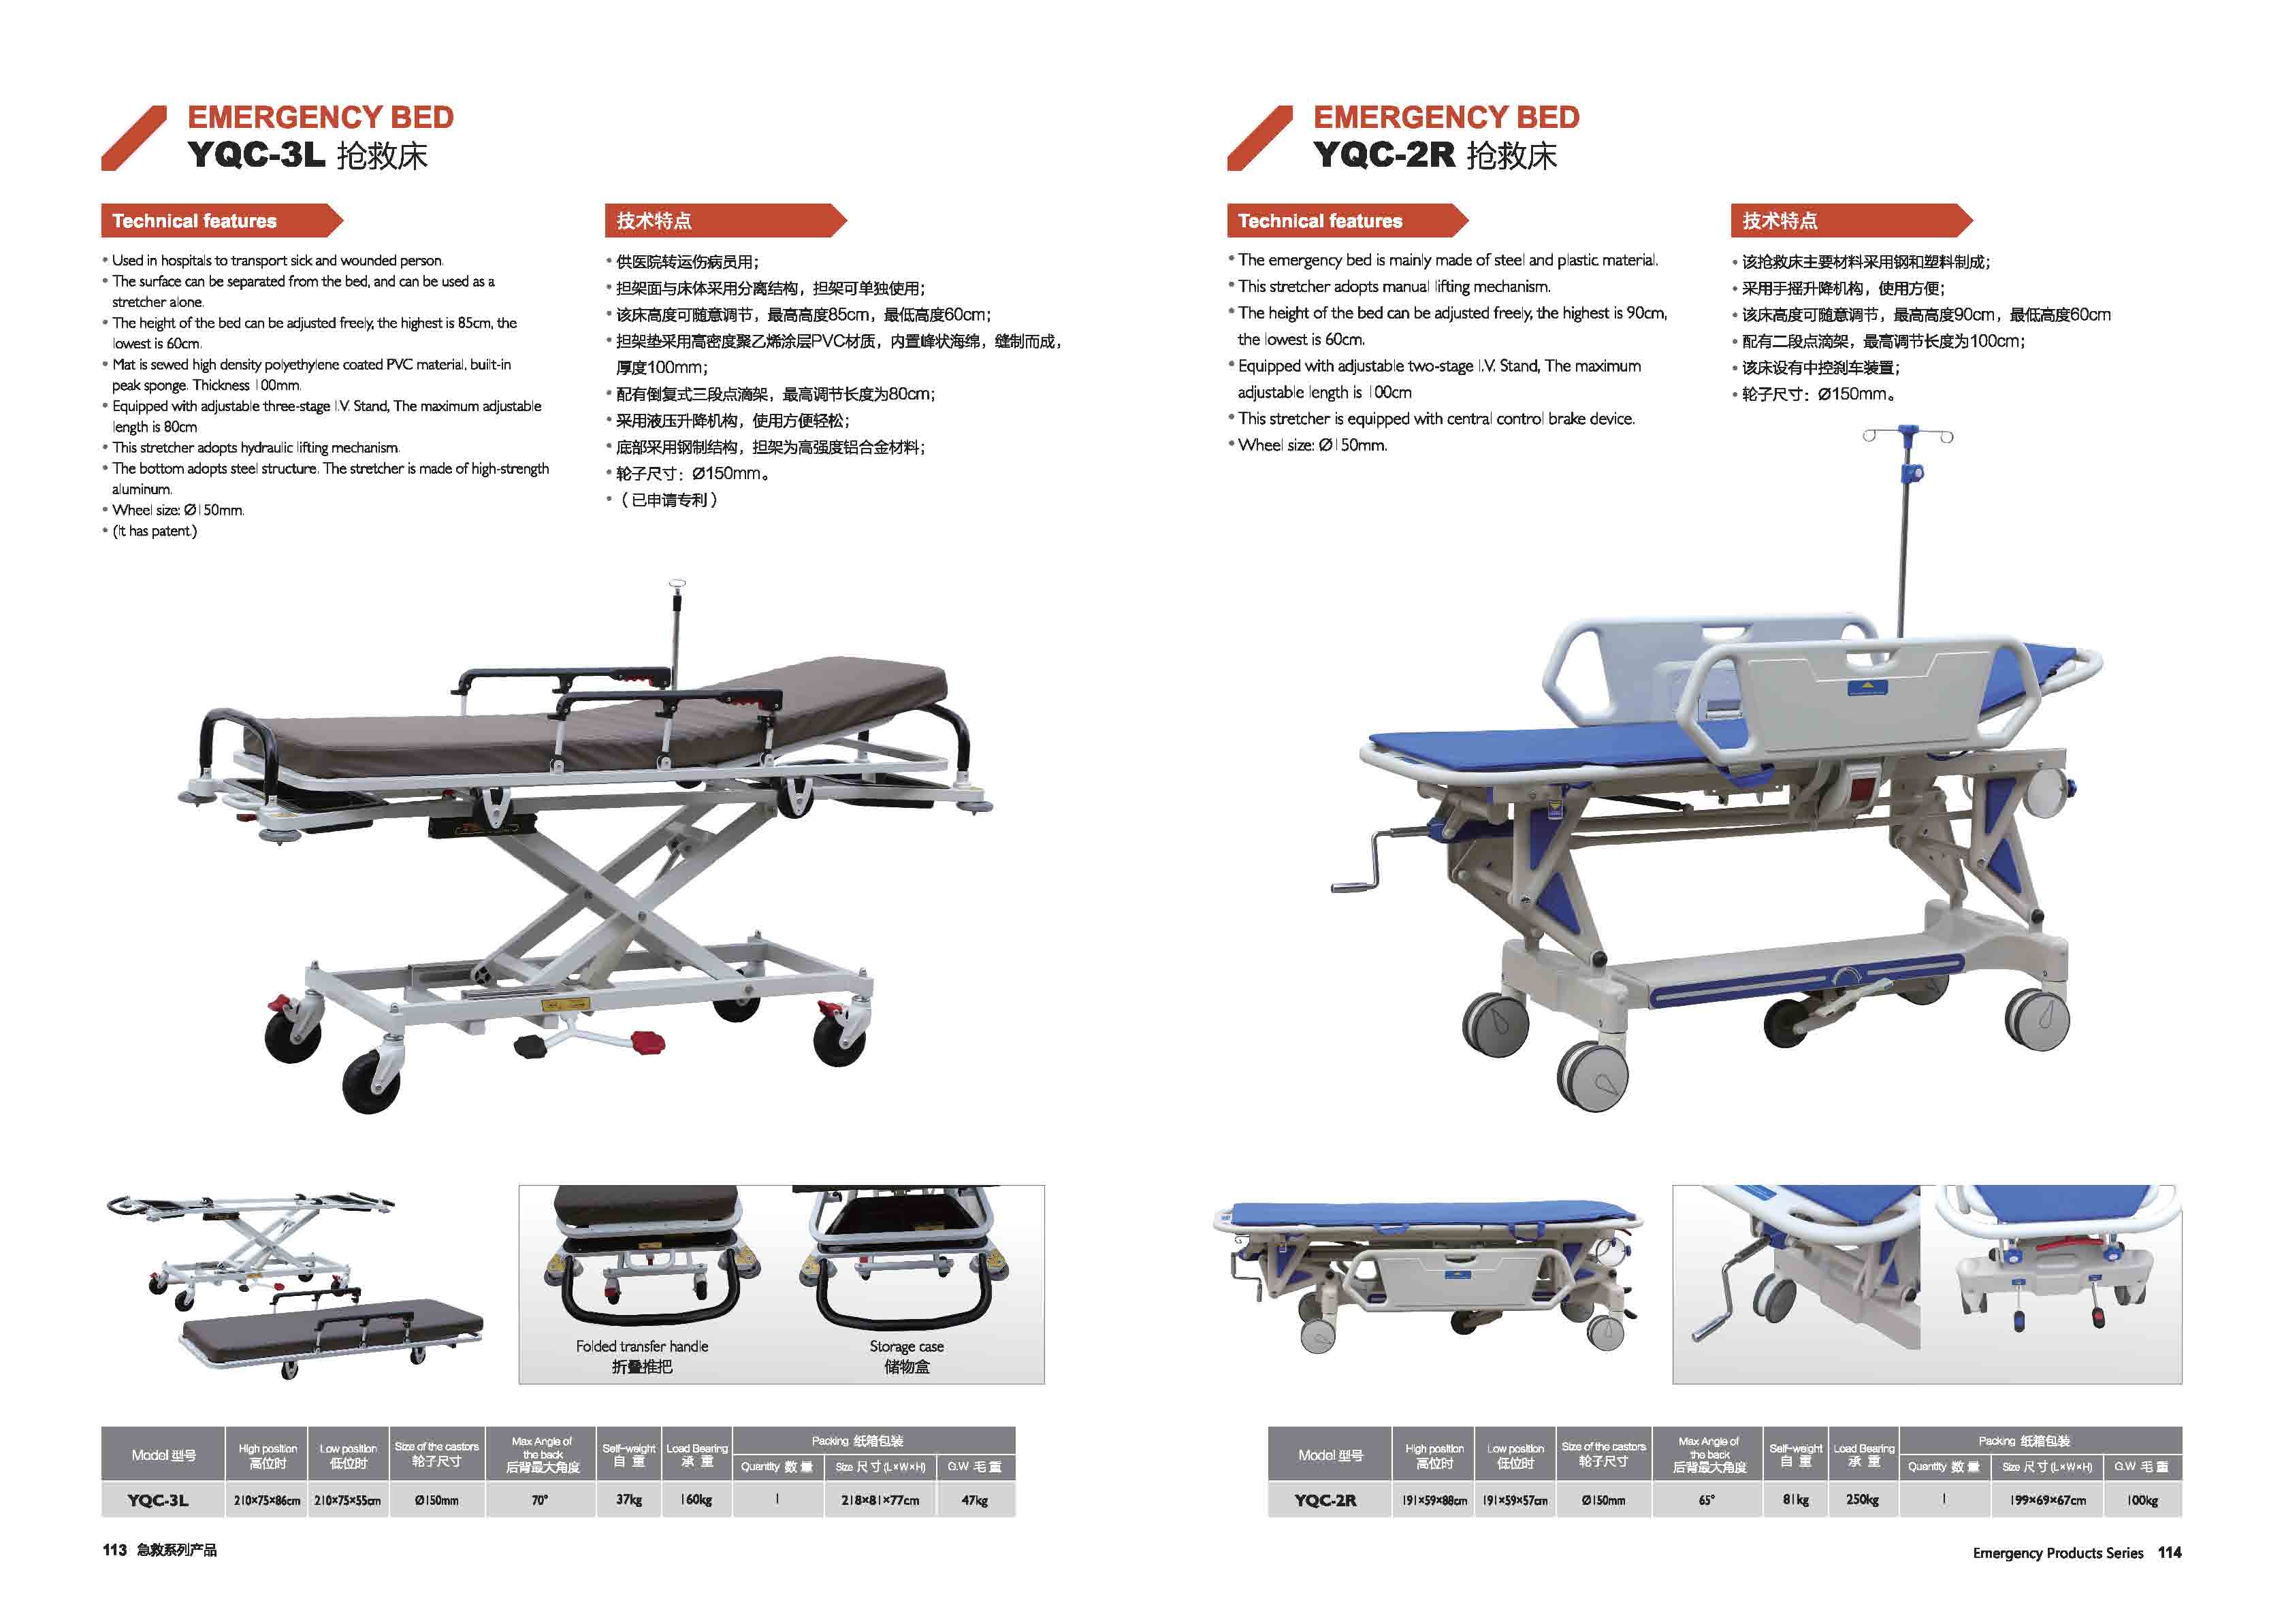 EMERGENCY BED
YQC-3L 抢救床
Technical features
• Used in hospitals to transport sick and wounded person.
• The surface can be separated from the bed, and can be used as a
stretcher alone.
• The height of the bed can be adjusted freely, the highest is 85cm, the
lowest is 60cm.
• Mat is sewed high density polyethylene coated PVC material, built-in
peak sponge. Thickness 100mm.
• Equipped with adjustable three-stage I.V. Stand, The maximum adjustable
length is 80cm
• This stretcher adopts hydraulic lifting mechanism.
• The bottom adopts steel structure. The stretcher is made of high-strength
aluminum.
• Wheel size: Ø150mm.
• (It has patent.)
技术特点
• 供医院转运伤病员用；
• 担架面与床体采用分离结构，担架可单独使用；
• 该床高度可随意调节，最高高度85cm，最低高度60cm；
• 担架垫采用高密度聚乙烯涂层PVC材质，内置峰状海绵，缝制而成，
厚度100mm；
• 配有倒复式三段点滴架，最高调节长度为80cm；
• 采用液压升降机构，使用方便轻松；
• 底部采用钢制结构，担架为高强度铝合金材料；
• 轮子尺寸：Ø150mm。
• （已申请专利）
Folded transfer handle
折叠推把
Storage case
储物盒
Model 型号
High position
高位时
Low position
低位时
Size of the castors
轮子尺寸
Max Angle of
the back
后背最大角度
Self-weight
自 重
Load Bearing
承 重
Packing 纸箱包装
Quantity 数 量
Size 尺 寸 (L×W×H)
G.W 毛 重
YQC-3L 210×75×86cm 210×75×55cm Ø150mm 70° 37kg 160kg 1 218×81×77cm 47kg
113 急救系列产品
EMERGENCY BED
YQC-2R 抢救床
Technical features
• The emergency bed is mainly made of steel and plastic material.
• This stretcher adopts manual lifting mechanism.
• The height of the bed can be adjusted freely, the highest is 90cm,
the lowest is 60cm.
• Equipped with adjustable two-stage I.V. Stand, The maximum
adjustable length is 100cm
• This stretcher is equipped with central control brake device.
• Wheel size: Ø150mm.
技术特点
• 该抢救床主要材料采用钢和塑料制成；
• 采用手摇升降机构，使用方便；
• 该床高度可随意调节，最高高度90cm，最低高度60cm
• 配有二段点滴架，最高调节长度为100cm；
• 该床设有中控刹车装置；
• 轮子尺寸：Ø150mm。
Model 型号
High position
高位时
Low position
低位时
Size of the castors
轮子尺寸
Max Angle of
the back
后背最大角度
Self-weight
自 重
Load Bearing
承 重
Packing 纸箱包装
Quantity 数 量
Size 尺 寸 (L×W×H)
G.W 毛 重
YQC-2R 191×59×88cm 191×59×57cm Ø150mm 65° 81kg 250kg 1 199×69×67cm 100kg
Emergency Products Series 114